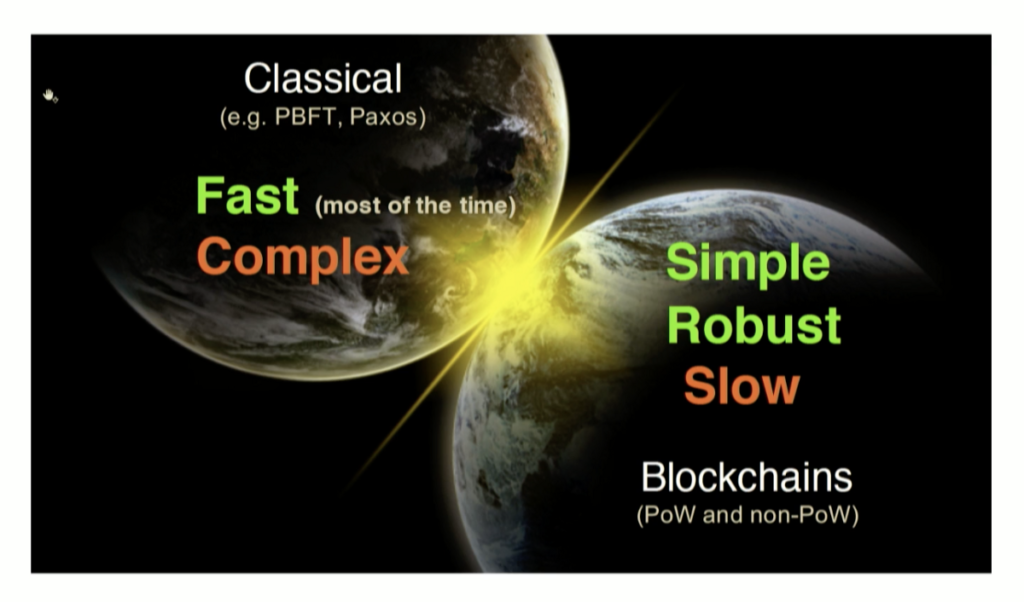 Classical
(e.g. PBFT, Paxos)
Fast (most of the time)
Complex
Simple
Robust
Slow
Blockchains
(PoW and non-PoW)